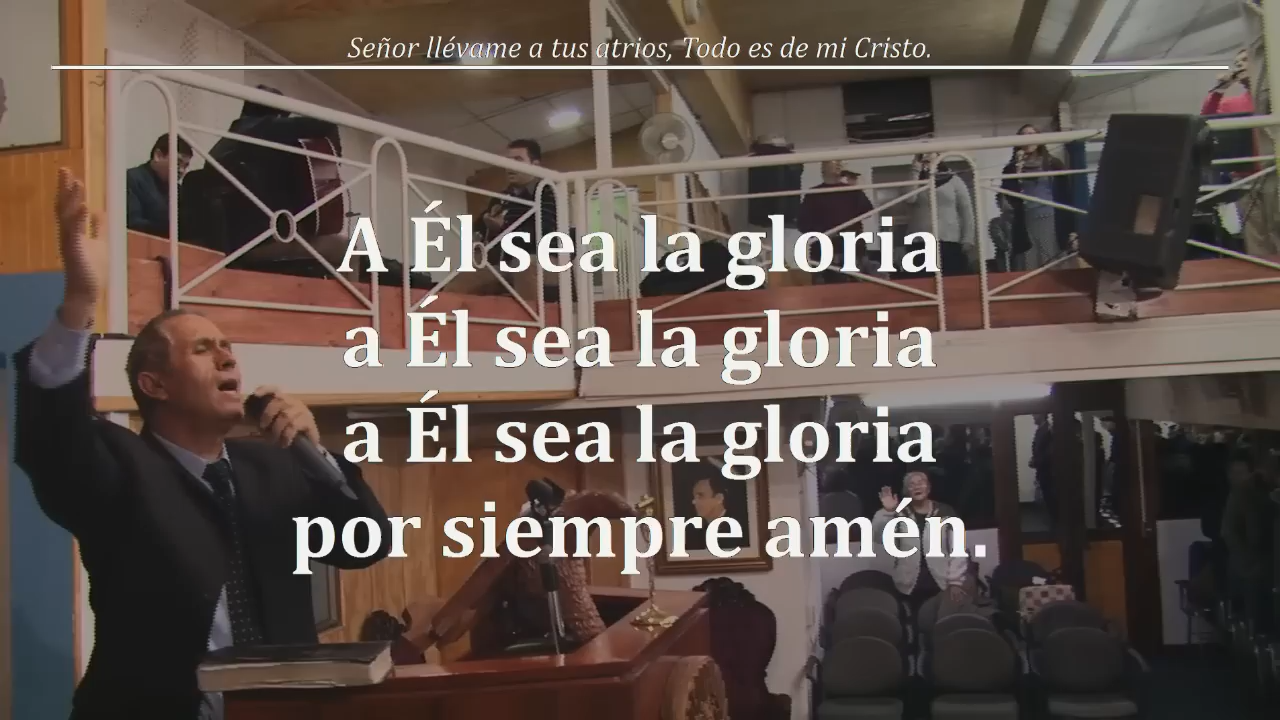 Señor llévame a tus atrios, Todo es de mi Cristo.
A Él sea la gloria
a Él sea la gloria
a Él sea la gloria
por siempre amén.